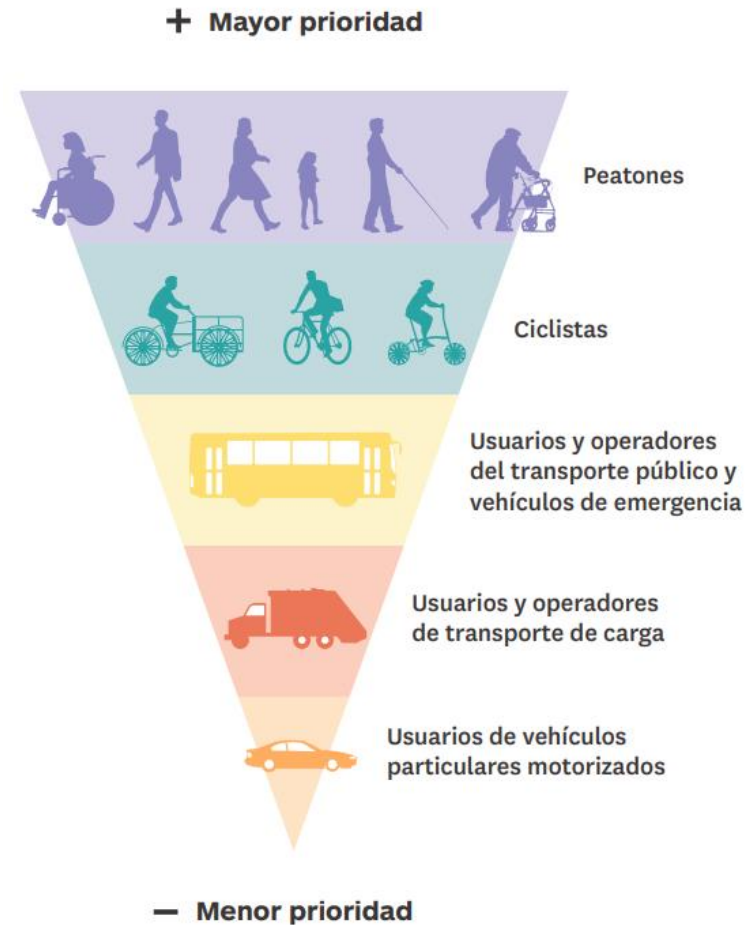 + Mayor prioridad
Peatones
Ciclistas
Usuarios y operadores
del transporte público y
vehículos de emergencia
Usuarios y operadores
de transporte de carga
Usuarios de vehículos
particulares motorizados
− Menor prioridad